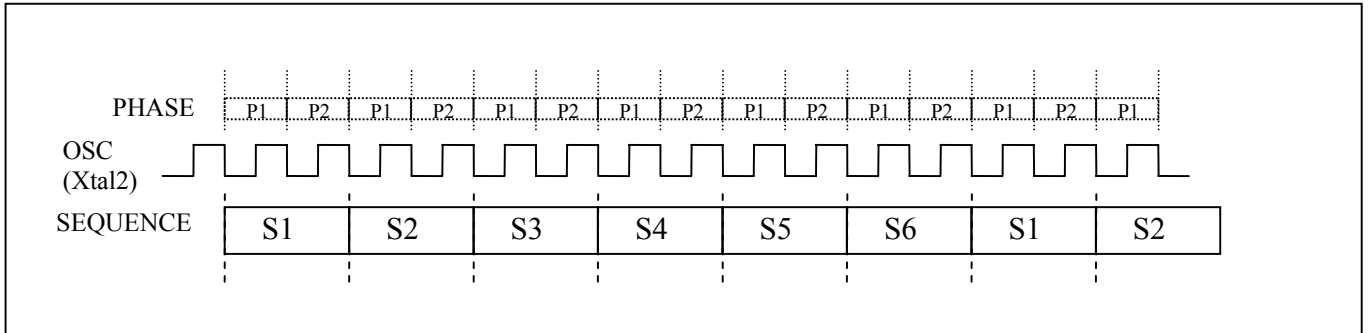 PHASE P1 P2 P1 P2 P1 P2 P1 P2 P1 P2 P1 P2 P1 P2 P1
OSC
(Xtal2)
SEQUENCE S1 S2 S3 S4 S5 S6 S1 S2